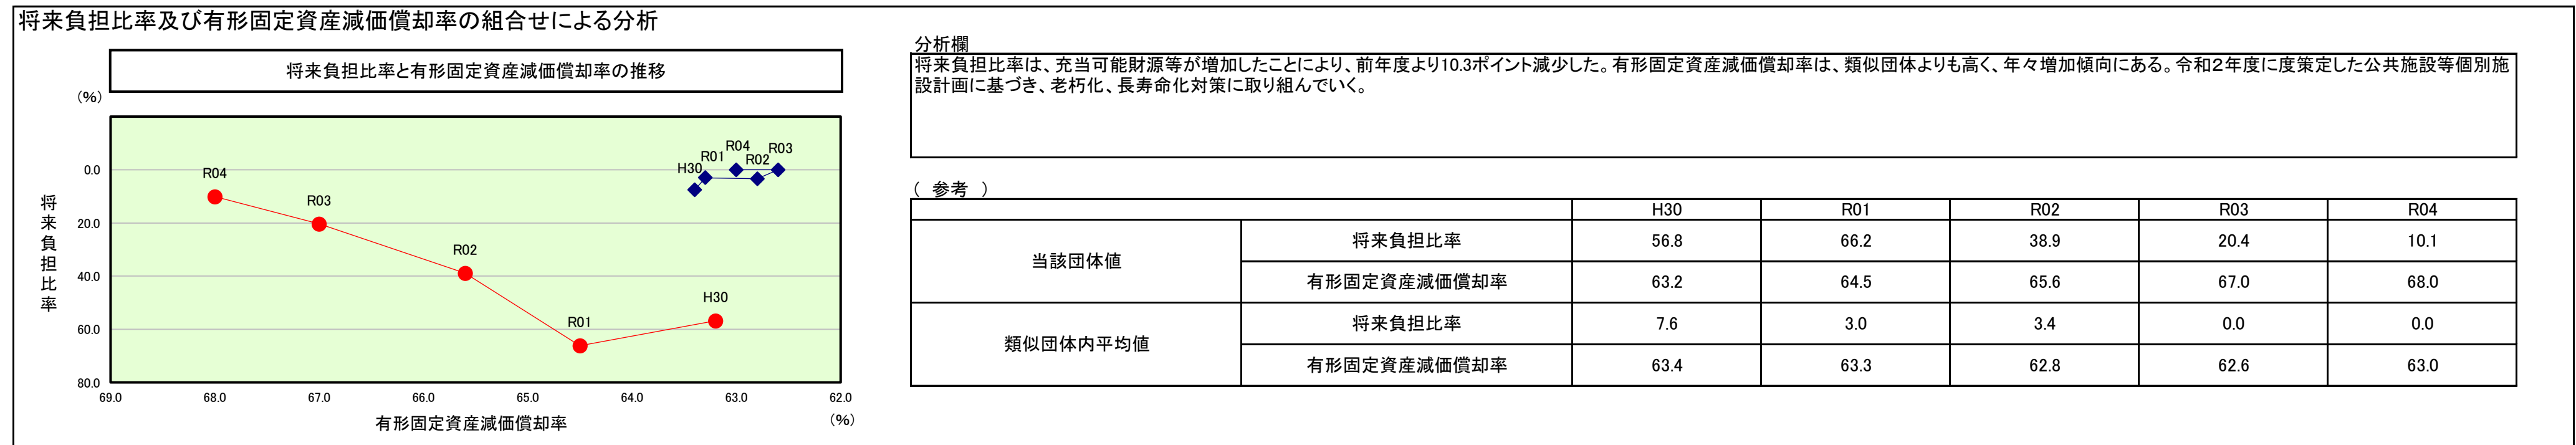 将来負担比率及び有形固定資産減価償却率の組合せによる分析
将来負担比率と有形固定資産減価償却率の推移
(%)
0.0
20.0
40.0
60.0
80.0
将来負担比率
R04
R03
R02
R01
H30
H30
R01
R04
R02
R03
69.0 68.0 67.0 66.0 65.0 64.0 63.0 62.0
有形固定資産減価償却率
(%)
分析欄
将来負担比率は、充当可能財源等が増加したことにより、前年度より10.3ポイント減少した。有形固定資産減価償却率は、類似団体よりも高く、年々増加傾向にある。令和2年度に度策定した公共施設等個別施
設計画に基づき、老朽化、長寿命化対策に取り組んでいく。
( 参考 )
H30 R01 R02 R03 R04
当該団体値
将来負担比率 56.8 66.2 38.9 20.4 10.1
有形固定資産減価償却率 63.2 64.5 65.6 67.0 68.0
類似団体内平均値
将来負担比率 7.6 3.0 3.4 0.0 0.0
有形固定資産減価償却率 63.4 63.3 62.8 62.6 63.0